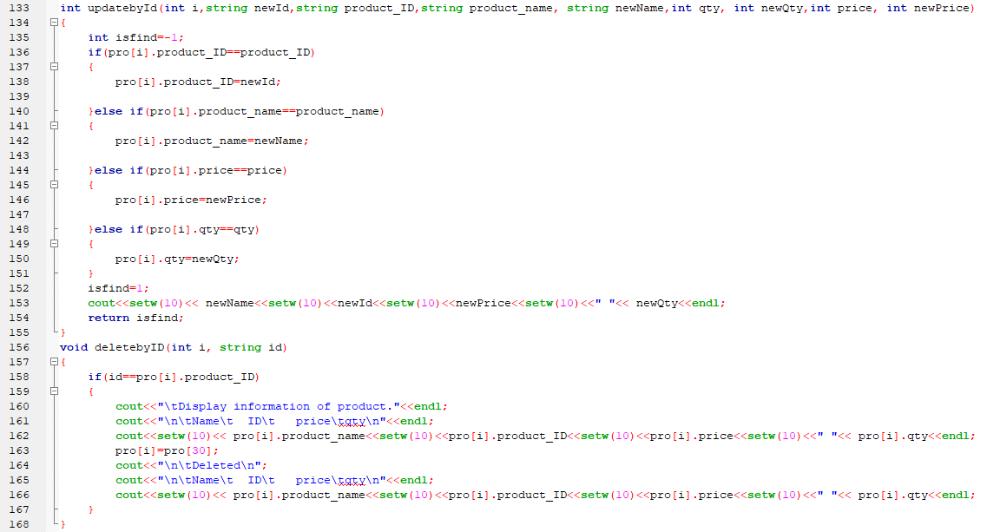 133 int updatebyId(int i,string newId,string product_ID,string product_name, string newName,int qty, int newQty,int price, int newPrice)
134 {
135     int isfind=-1;
136     if(pro[i].product_ID==product_ID)
137     {
138         pro[i].product_ID=newId;
139
140     }else if(pro[i].product_name==product_name)
141     {
142         pro[i].product_name=newName;
143
144     }else if(pro[i].price==price)
145     {
146         pro[i].price=newPrice;
147
148     }else if(pro[i].qty==qty)
149     {
150         pro[i].qty=newQty;
151     }
152     isfind=1;
153     cout<<setw(10)<< newName<<setw(10)<<newId<<setw(10)<<newPrice<<setw(10)<<" "<< newQty<<endl;
154     return isfind;
155 }
156 void deletebyID(int i, string id)
157 {
158     if(id==pro[i].product_ID)
159     {
160         cout<<"\tDisplay information of product."<<endl;
161         cout<<"\n\tName\t  ID\t   price\tqty\n"<<endl;
162         cout<<setw(10)<< pro[i].product_name<<setw(10)<<pro[i].product_ID<<setw(10)<<pro[i].price<<setw(10)<<" "<< pro[i].qty<<endl;
163         pro[i]=pro[30];
164         cout<<"\n\tDeleted\n";
165         cout<<"\n\tName\t  ID\t   price\tqty\n"<<endl;
166         cout<<setw(10)<< pro[i].product_name<<setw(10)<<pro[i].product_ID<<setw(10)<<pro[i].price<<setw(10)<<" "<< pro[i].qty<<endl;
167     }
168 }